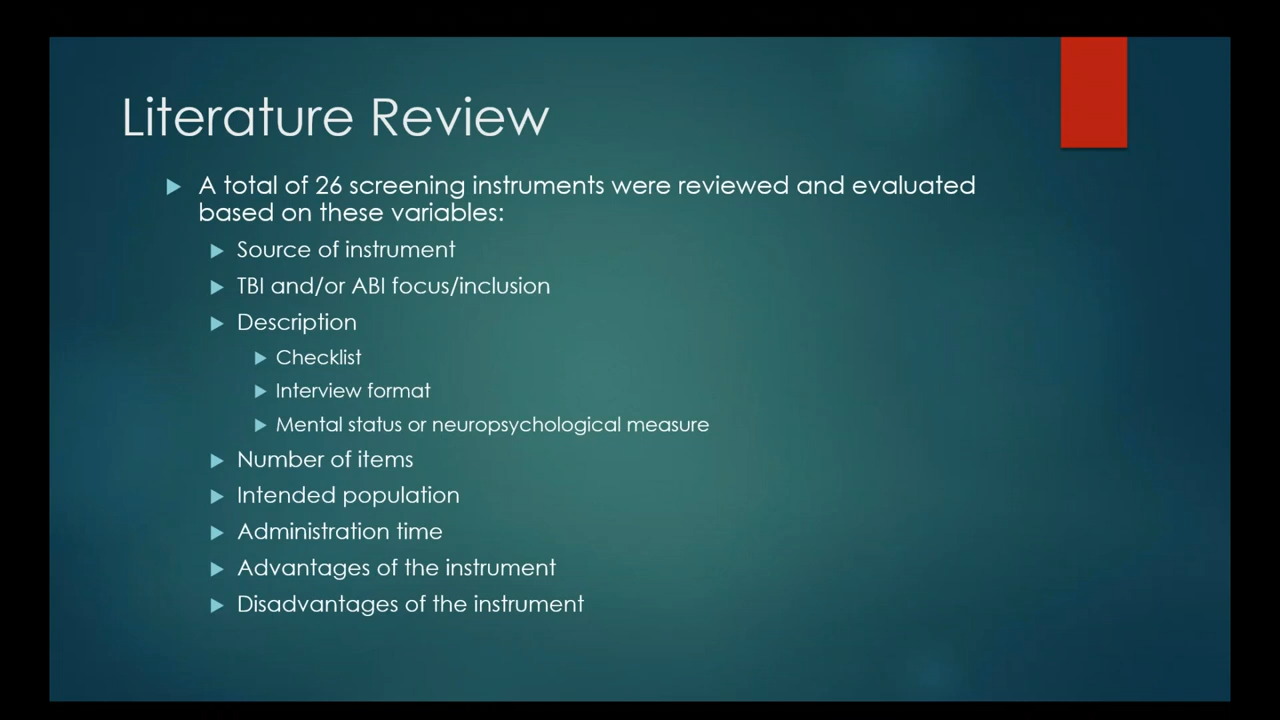 Literature Review
A total of 26 screening instruments were reviewed and evaluated
based on these variables:
Source of instrument
TBI and/or ABI focus/inclusion
Description
Checklist
Interview format
Mental status or neuropsychological measure
Number of items
Intended population
Administration time
Advantages of the instrument
Disadvantages of the instrument